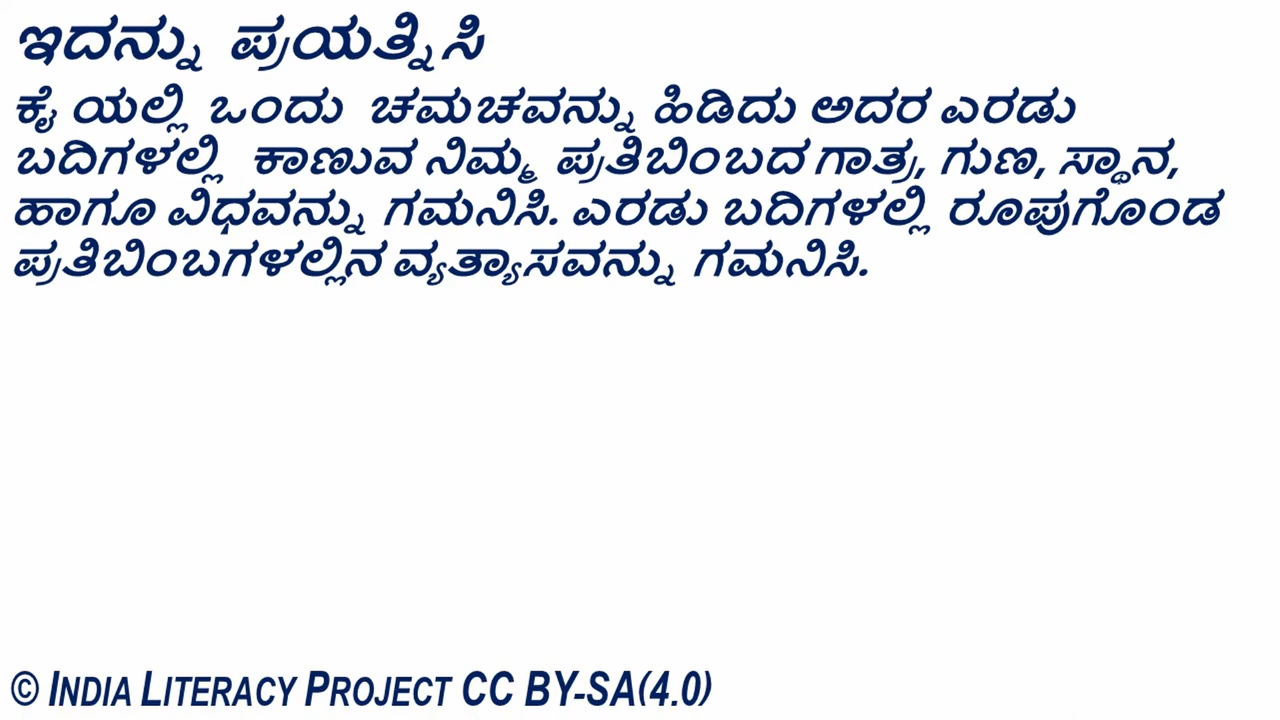 ಇದನ್ನು ಪ್ರಯತ್ನಿಸಿ
ಕೈ ಯಲ್ಲಿ ಒಂದು ಚಮಚವನ್ನು ಹಿಡಿದು ಅದರ ಎರಡು
ಬದಿಗಳಲ್ಲಿ ಕಾಣುವ ನಿಮ್ಮ ಪ್ರತಿಬಿಂಬದ ಗಾತ್ರ, ಗುಣ, ಸ್ಥಾನ,
ಹಾಗೂ ವಿಧವನ್ನು ಗಮನಿಸಿ. ಎರಡು ಬದಿಗಳಲ್ಲಿ ರೂಪುಗೊಂಡ
ಪ್ರತಿಬಿಂಬಗಳಲ್ಲಿನ ವ್ಯತ್ಯಾಸವನ್ನು ಗಮನಿಸಿ.
© INDIA LITERACY PROJECT CC BY-SA(4.0)